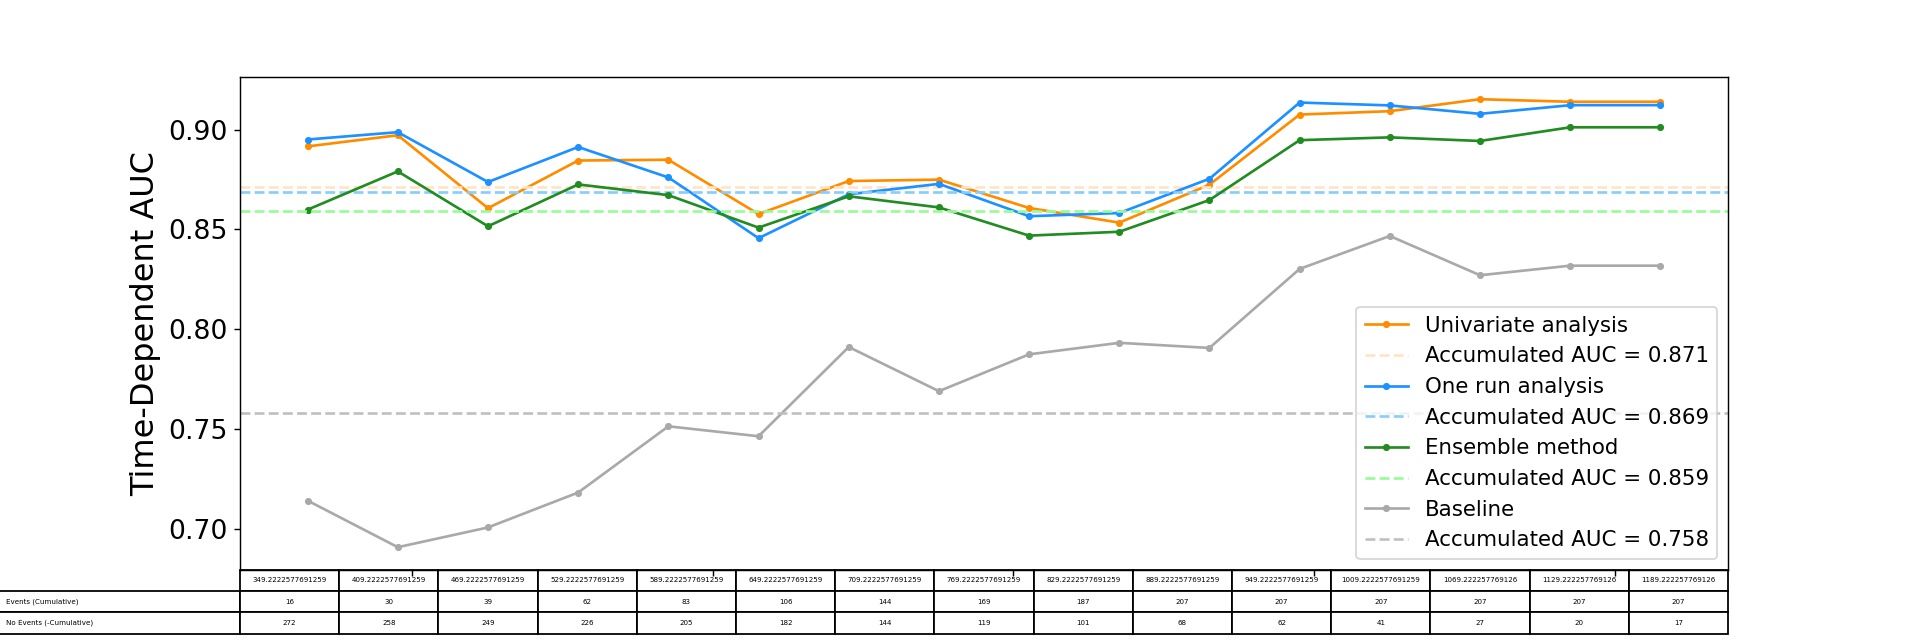 Time-Dependent AUC
0.90
0.85
0.80
0.75
0.70
Univariate analysis
Accumulated AUC = 0.871
One run analysis
Accumulated AUC = 0.869
Ensemble method
Accumulated AUC = 0.859
Baseline
Accumulated AUC = 0.758
349.2222577691259 409.2222577691259 469.2222577691259 529.2222577691259 589.2222577691259 649.2222577691259 709.2222577691259 769.2222577691259 829.2222577691259 889.2222577691259 949.2222577691259 1009.2222577691259 1069.222257769126 1129.222257769126 1189.222257769126
Events (Cumulative) 16 30 39 62 83 106 144 169 187 207 207 207 207 207 207
No Events (-Cumulative) 272 258 249 226 205 182 144 119 101 68 62 41 27 20 17